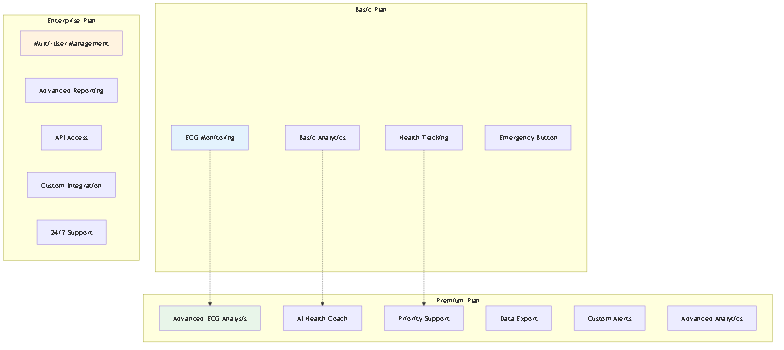 Enterprise Plan
Multi-User Management
Advanced Reporting
API Access
Custom Integration
24/7 Support
Basic Plan
ECG Monitoring
Basic Analytics
Health Tracking
Emergency Button
Premium Plan
Advanced ECG Analysis
AI Health Coach
Priority Support
Data Export
Custom Alerts
Advanced Analytics